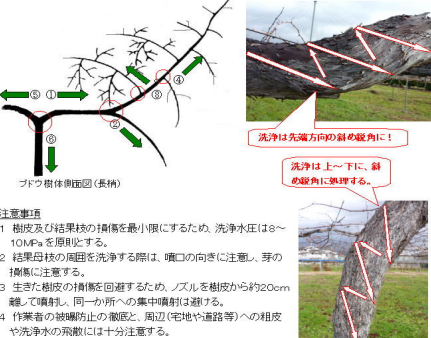 ⑤ ① ② ③ ④ ⑥
ブドウ樹体側面図(長梢)
洗浄は先端方向の斜め鋭角に!
洗浄は上~下に、斜
め鋭角に処理する。
注意事項
1 樹皮及び結果枝の損傷を最小限にするため、洗浄水圧は8~
10MPaを原則とする。
2 結果母枝の周囲を洗浄する際は、噴口の向きに注意し、芽の
損傷に注意する。
3 生きた樹皮の損傷を回避するため、ノズルを樹皮から約20cm
離して噴射し、同一か所への集中噴射は避ける。
4 作業者の被曝防止の徹底と、周辺(宅地や道路等)への粗皮
や洗浄水の飛散には十分注意する。